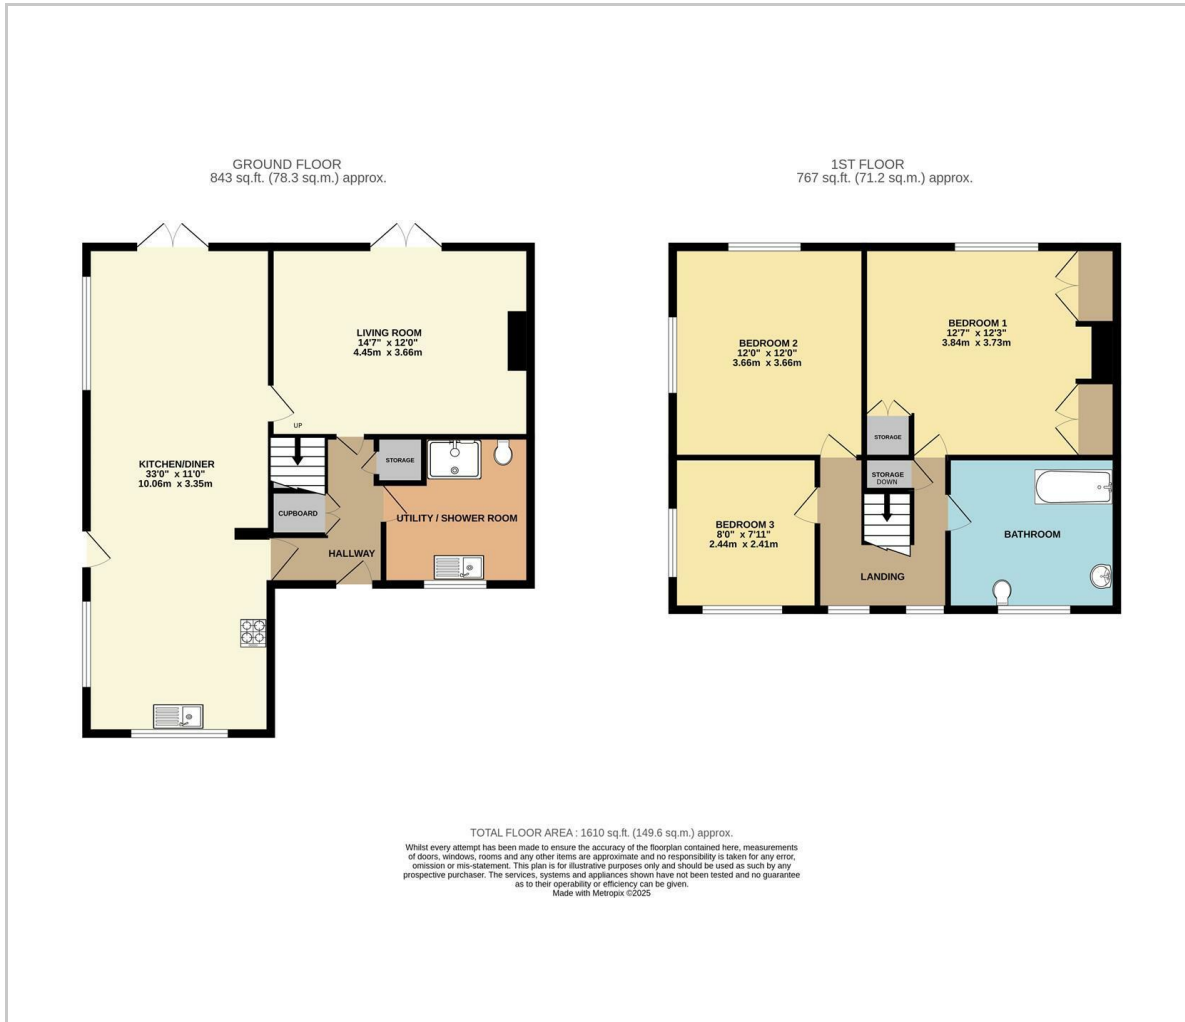 GROUND FLOOR
843 sq.ft. (78.3 sq.m.) approx.
1ST FLOOR
767 sq.ft. (71.2 sq.m.) approx.
LIVING ROOM
14'7" x 12'0"
4.45m x 3.66m
UP
KITCHEN/DINER
33'0" x 11'0"
10.06m x 3.35m
STORAGE
CUPBOARD
UTILITY / SHOWER ROOM
HALLWAY
BEDROOM 2
12'0" x 12'0"
3.66m x 3.66m
BEDROOM 1
12'7" x 12'3"
3.84m x 3.73m
STORAGE
STORAGE
DOWN
BEDROOM 3
8'0" x 7'11"
2.44m x 2.41m
BATHROOM
LANDING
TOTAL FLOOR AREA : 1610 sq.ft. (149.6 sq.m.) approx.
Whilst every attempt has been made to ensure the accuracy of the floorplan contained here, measurements
of doors, windows, rooms and any other items are approximate and no responsibility is taken for any error,
omission or mis-statement. This plan is for illustrative purposes only and should be used as such by any
prospective purchaser. The services, systems and appliances shown have not been tested and no guarantee
as to their operability or efficiency can be given.
Made with Metropix ©2025